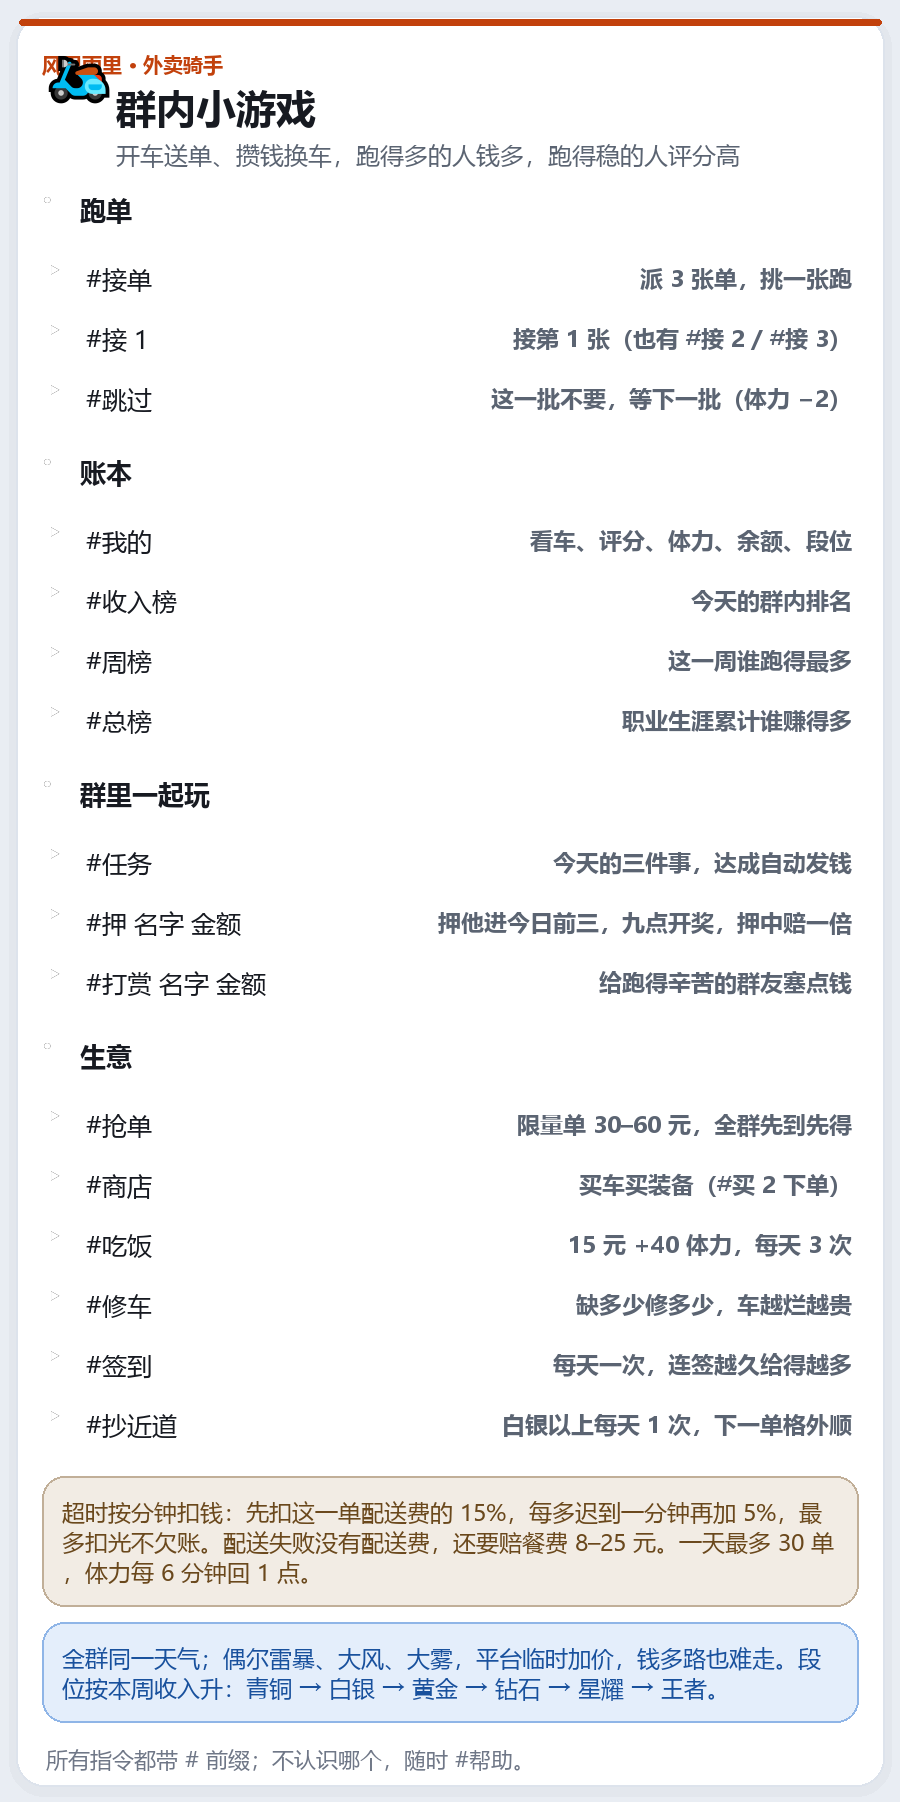 风里雨里・外卖骑手
群内小游戏
开车送单、攒钱换车，跑得多的人钱多，跑得稳的人评分高
跑单
> #接单 派 3 张单，挑一张跑
> #接 1 接第 1 张（也有 #接 2 / #接 3）
> #跳过 这一批不要，等下一批（体力 −2）
账本
> #我的 看车、评分、体力、余额、段位
> #收入榜 今天的群内排名
> #周榜 这一周谁跑得最多
> #总榜 职业生涯累计谁赚得多
群里一起玩
> #任务 今天的三件事，达成自动发钱
> #押 名字 金额 押他进今日前三，九点开奖，押中赔一倍
> #打赏 名字 金额 给跑得辛苦的群友塞点钱
生意
> #抢单 限量单 30–60 元，全群先到先得
> #商店 买车买装备（#买 2 下单）
> #吃饭 15 元 +40 体力，每天 3 次
> #修车 缺多少修多少，车越烂越贵
> #签到 每天一次，连签越久给得越多
> #抄近道 白银以上每天 1 次，下一单格外顺
超时按分钟扣钱：先扣这一单配送费的 15%，每多迟到一分钟再加 5%，最
多扣光不欠账。配送失败没有配送费，还要赔餐费 8–25 元。一天最多 30 单
，体力每 6 分钟回 1 点。
全群同一天气；偶尔雷暴、大风、大雾，平台临时加价，钱多路也难走。段
位按本周收入升：青铜 → 白银 → 黄金 → 钻石 → 星耀 → 王者。
所有指令都带 # 前缀；不认识哪个，随时 #帮助。